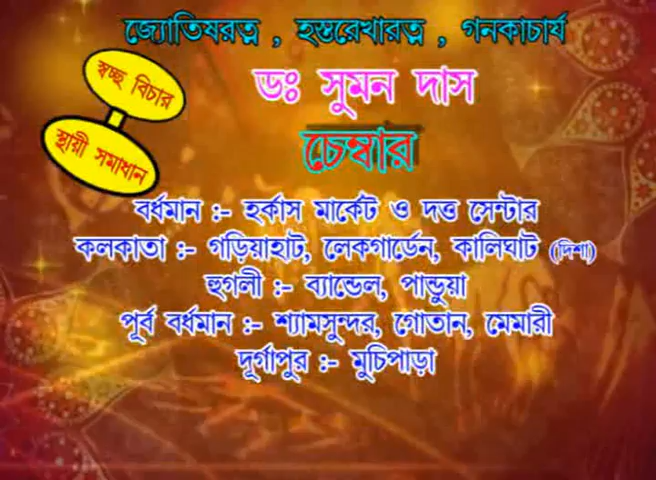 জ্যোতিষরত্ন , হস্তরেখারত্ন , গনকাচার্য
স্বচ্ছ বিচার
স্থায়ী সমাধান
ডঃ সুমন দাস
চেম্বার
বর্ধমান :- হর্কাস মার্কেট ও দত্ত সেন্টার
কলকাতা :- গড়িয়াহাট, লেকগার্ডেন, কালিঘাট (দিশা)
হুগলী :- ব্যান্ডেল, পান্ডুয়া
পূর্ব বর্ধমান :- শ্যামসুন্দর, গোতান, মেমারী
দূর্গাপুর :- মুচিপাড়া